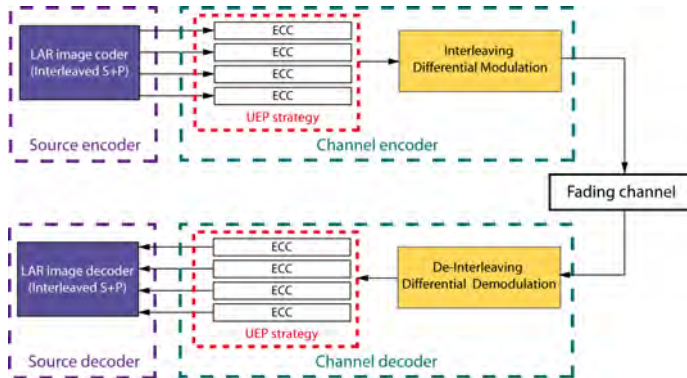 LAR image coder
(Interleaved S+P)
ECC
ECC
ECC
ECC
UEP strategy
Interleaving
Differential Modulation
Source encoder
Channel encoder
Fading channel
LAR image decoder
(Interleaved S+P)
ECC
ECC
ECC
ECC
UEP strategy
De-Interleaving
Differential Demodulation
Source decoder
Channel decoder